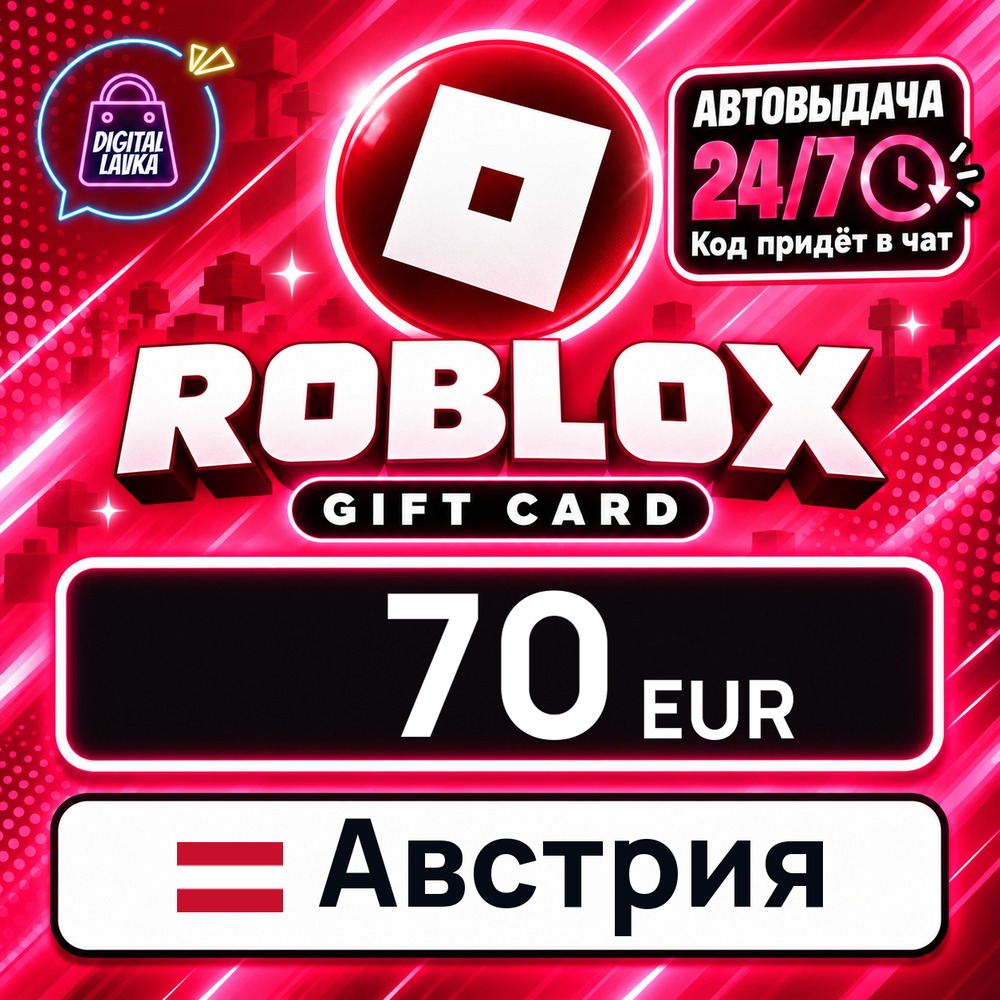 DIGITAL
LAVKA
АВТОВЫДАЧА
24/7
Код придёт в чат
ROBLOX
GIFT CARD
70 EUR
Австрия